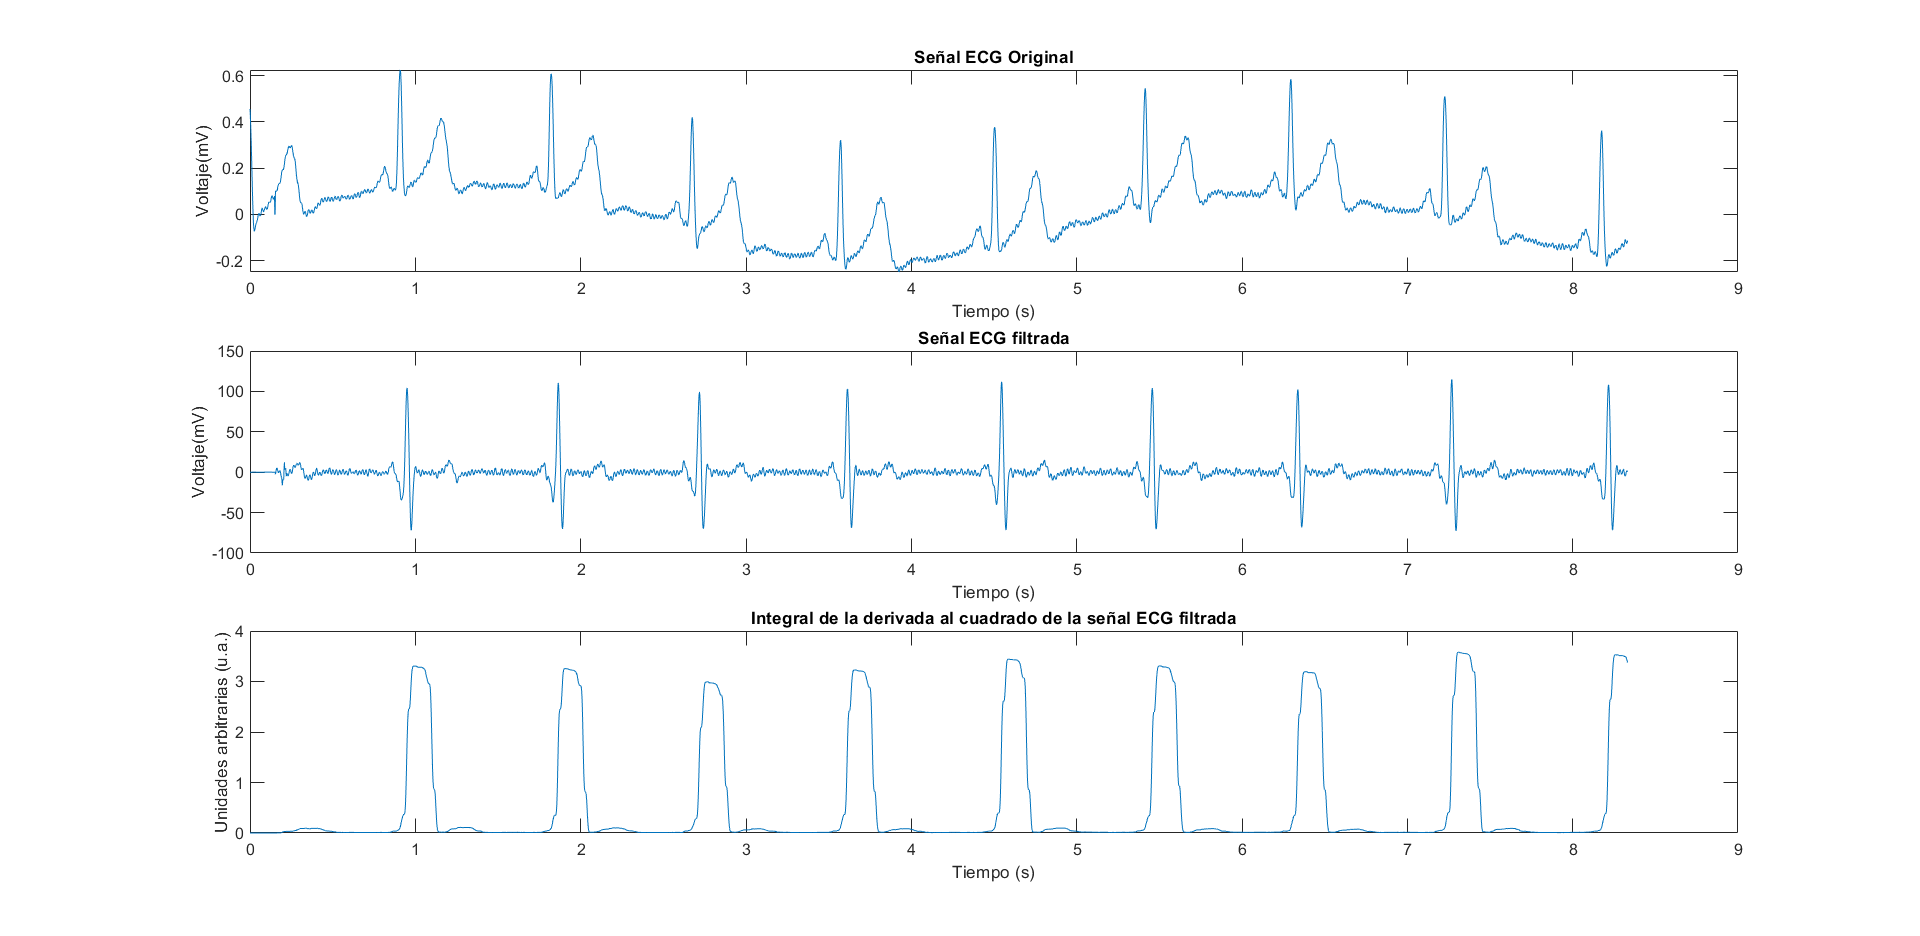 Señal ECG Original
Voltaje(mV)
0.6
0.4
0.2
0
-0.2
0 1 2 3 4 5 6 7 8 9
Tiempo (s)
Señal ECG filtrada
Voltaje(mV)
150
100
50
0
-50
-100
0 1 2 3 4 5 6 7 8 9
Tiempo (s)
Integral de la derivada al cuadrado de la señal ECG filtrada
Unidades arbitrarias (u.a.)
4
3
2
1
0
0 1 2 3 4 5 6 7 8 9
Tiempo (s)